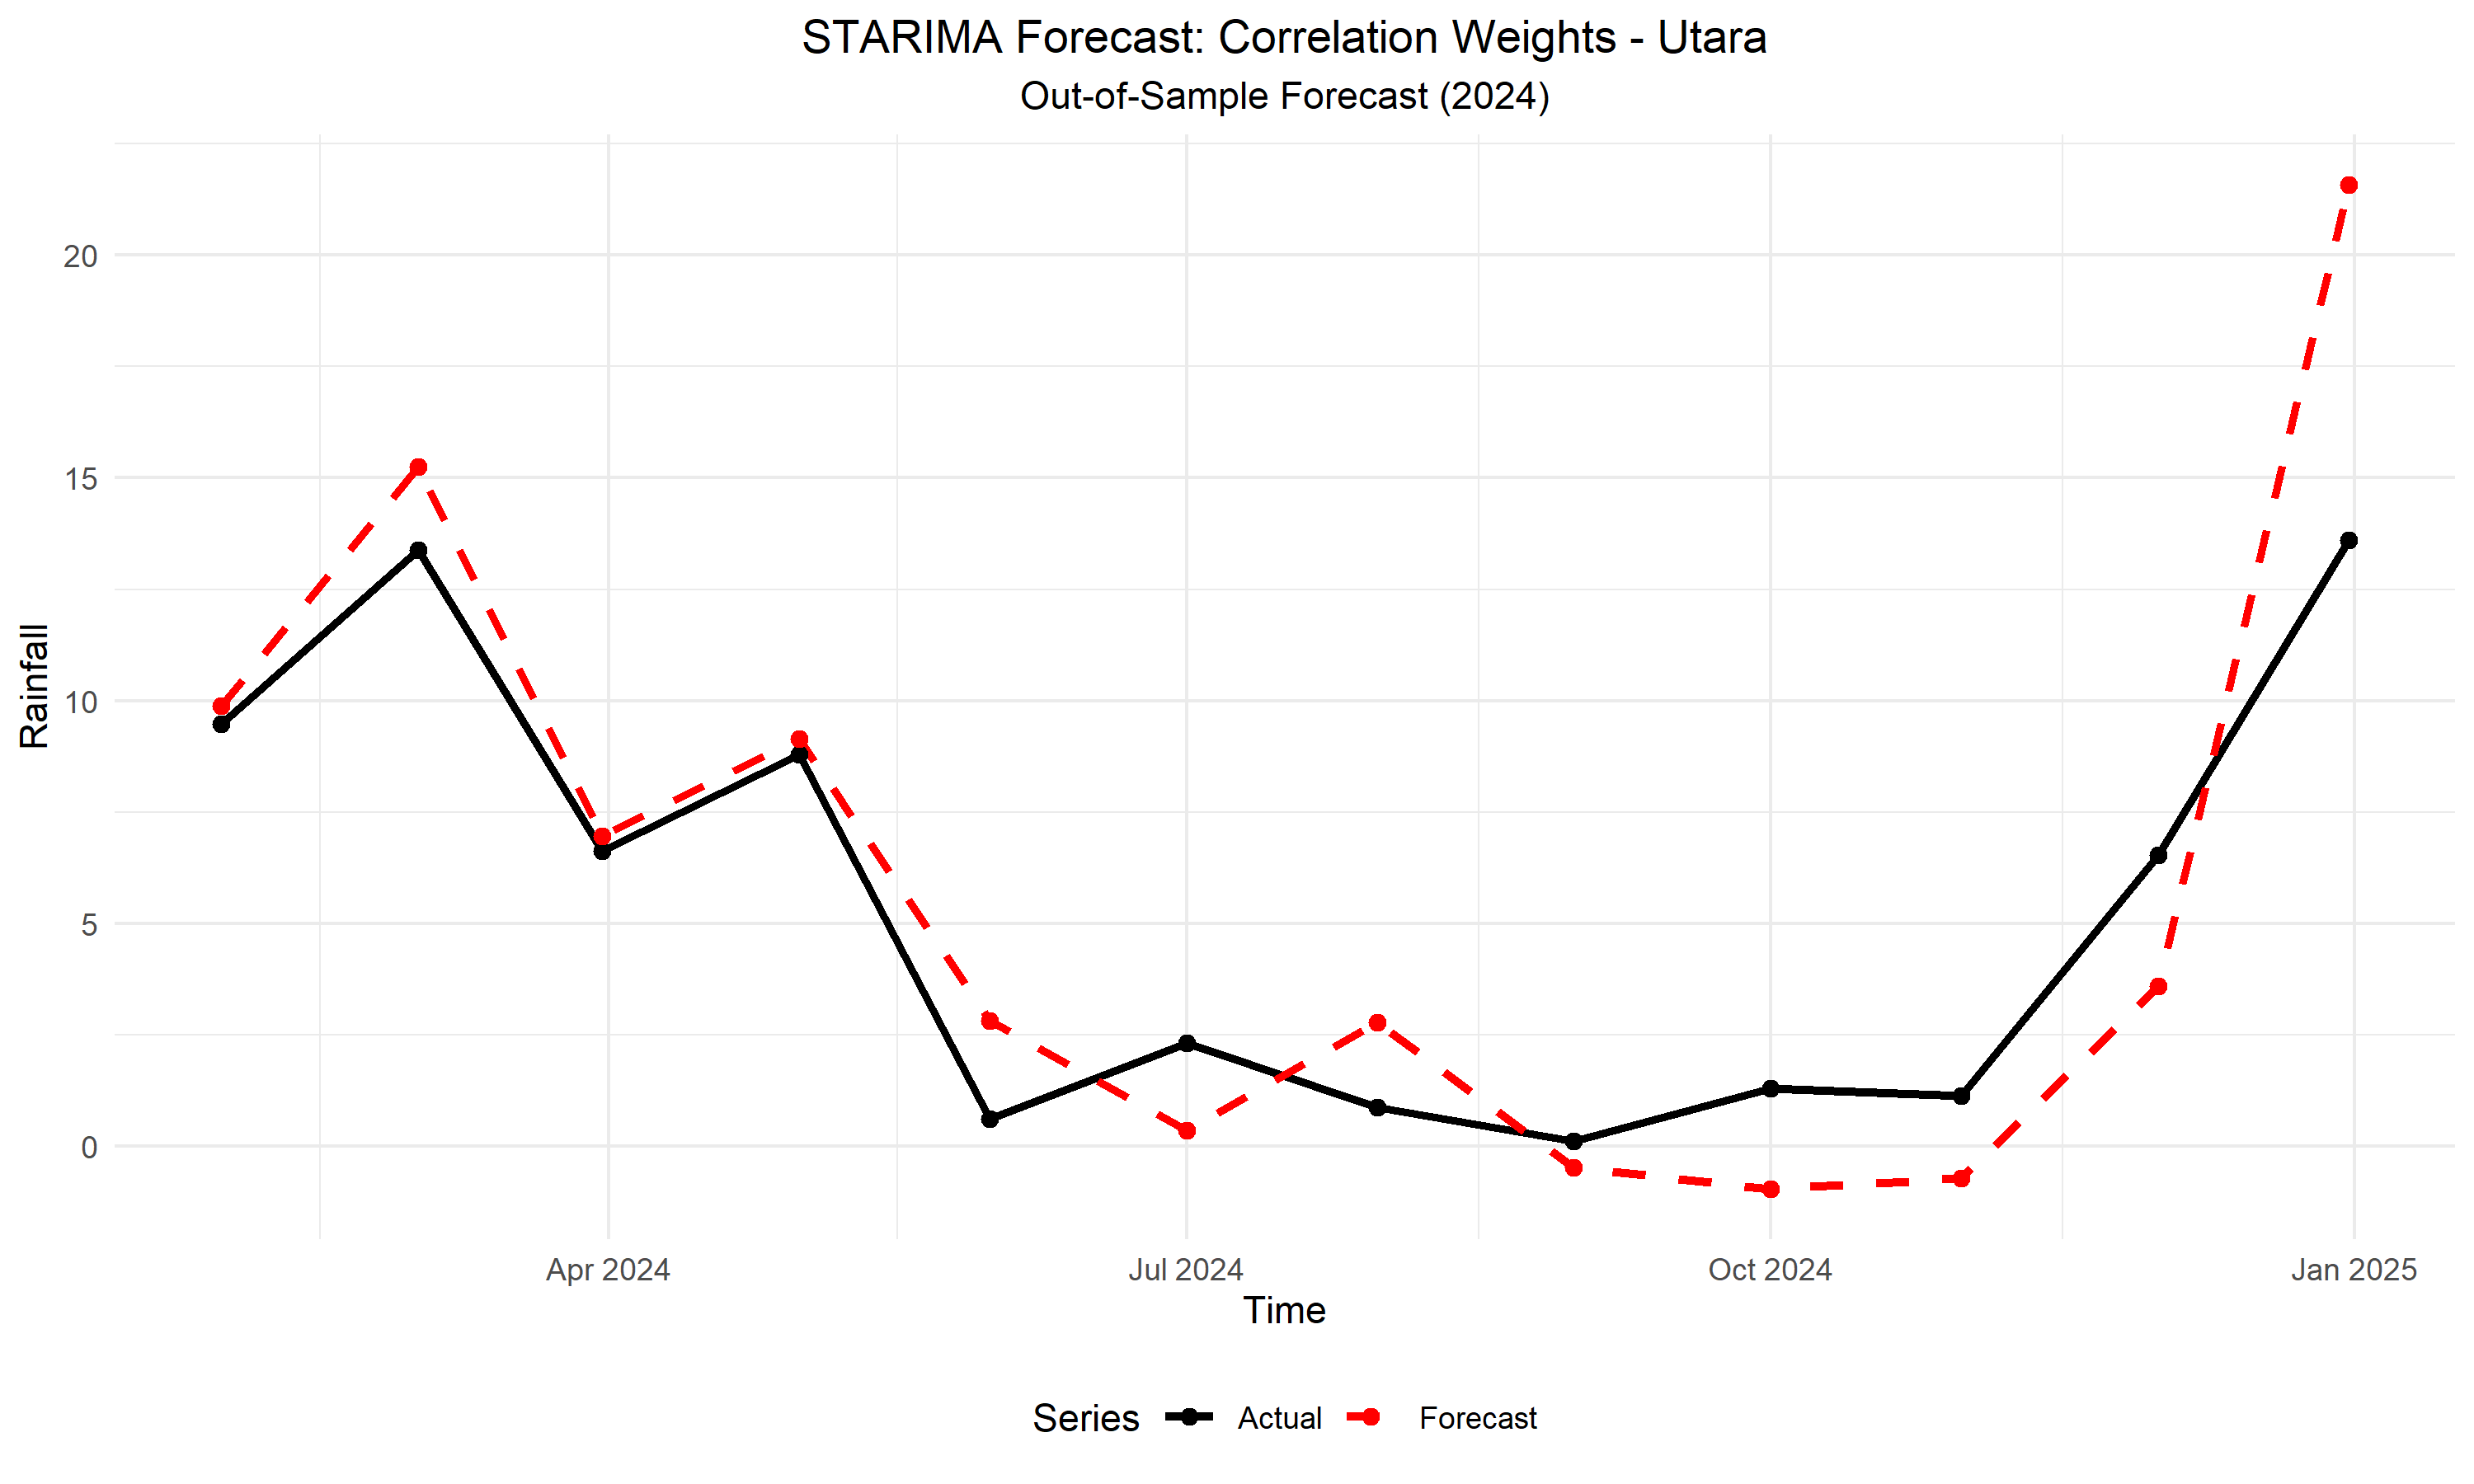 STARIMA Forecast: Correlation Weights - Utara
Out-of-Sample Forecast (2024)
Rainfall
20
15
10
5
0
Apr 2024 Jul 2024 Oct 2024 Jan 2025
Time
Series Actual Forecast